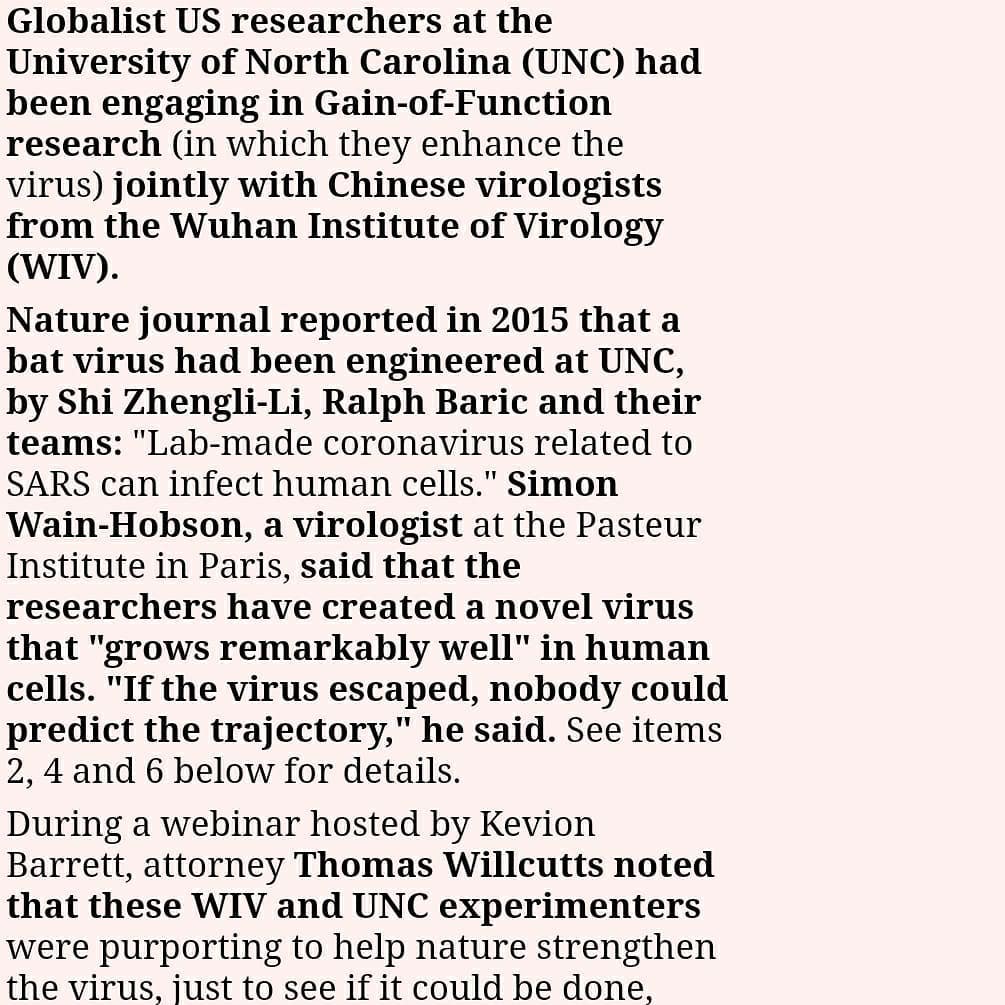 Globalist US researchers at the
University of North Carolina (UNC) had
been engaging in Gain-of-Function
research (in which they enhance the
virus) jointly with Chinese virologists
from the Wuhan Institute of Virology
(WIV).
Nature journal reported in 2015 that a
bat virus had been engineered at UNC,
by Shi Zhengli-Li, Ralph Baric and their
teams: "Lab-made coronavirus related to
SARS can infect human cells." Simon
Wain-Hobson, a virologist at the Pasteur
Institute in Paris, said that the
researchers have created a novel virus
that "grows remarkably well" in human
cells. "If the virus escaped, nobody could
predict the trajectory," he said. See items
2, 4 and 6 below for details.
During a webinar hosted by Kevion
Barrett, attorney Thomas Willcutts noted
that these WIV and UNC experimenters
were purporting to help nature strengthen
the virus, just to see if it could be done,